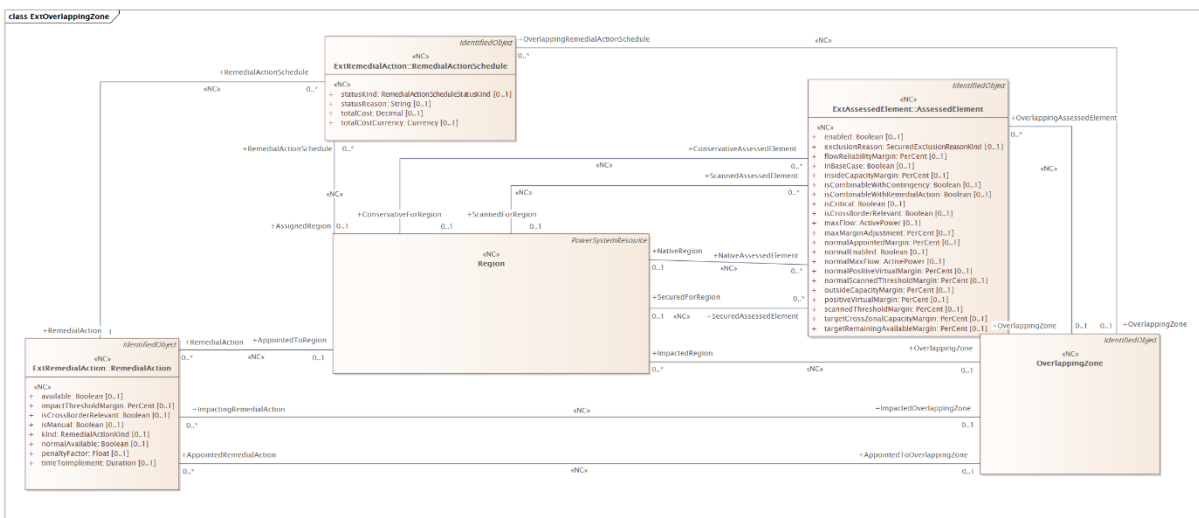 class ExtOverlappingZone
IdentifiedObject
«NC»
ExtRemedialAction::RemedialActionSchedule
«NC»
+ statusKind: RemedialActionScheduleStatusKind [0..1]
+ statusReason: String [0..1]
+ totalCost: Decimal [0..1]
+ totalCostCurrency: Currency [0..1]
+OverlappingRemedialActionSchedule
0..*
«NC»
+RemedialActionSchedule
«NC»
0..*
IdentifiedObject
«NC»
ExtAssessedElement::AssessedElement
«NC»
+ enabled: Boolean [0..1]
+ exclusionReason: SecuredExclusionReasonKind [0..1]
+ flowReliabilityMargin: PerCent [0..1]
+ inBaseCase: Boolean [0..1]
+ insideCapacityMargin: PerCent [0..1]
+ isCombinableWithContingency: Boolean [0..1]
+ isCombinableWithRemedialAction: Boolean [0..1]
+ isCritical: Boolean [0..1]
+ isCrossBorderRelevant: Boolean [0..1]
+ maxFlow: ActivePower [0..1]
+ maxMarginAdjustment: PerCent [0..1]
+ normalAppointedMargin: PerCent [0..1]
+ normalEnabled: Boolean [0..1]
+ normalMaxFlow: ActivePower [0..1]
+ normalPositiveVirtualMargin: PerCent [0..1]
+ normalScannedThresholdMargin: PerCent [0..1]
+ outsideCapacityMargin: PerCent [0..1]
+ positiveVirtualMargin: PerCent [0..1]
+ scannedThresholdMargin: PerCent [0..1]
+ targetCrossZonalCapacityMargin: PerCent [0..1]
+ targetRemainingAvailableMargin: PerCent [0..1]
+OverlappingAssessedElement
0..*
«NC»
+RemedialActionSchedule
0..*
«NC»
+AssignedRegion
0..1
+ConservativeAssessedElement
«NC»
0..*
+ScannedAssessedElement
«NC»
0..*
+ConservativeForRegion
0..1
+ScannedForRegion
0..1
PowerSystemResource
«NC»
Region
+NativeRegion
0..1
«NC»
+NativeAssessedElement
0..*
+SecuredForRegion
0..1
«NC»
+SecuredAssessedElement
0..*
+OverlappingZone
0..1
0..1
+OverlappingZone
+RemedialAction
1
IdentifiedObject
«NC»
ExtRemedialAction::RemedialAction
«NC»
+ available: Boolean [0..1]
+ impactThresholdMargin: PerCent [0..1]
+ isCrossBorderRelevant: Boolean [0..1]
+ isManual: Boolean [0..1]
+ kind: RemedialActionKind [0..1]
+ normalAvailable: Boolean [0..1]
+ penaltyFactor: Float [0..1]
+ timeToImplement: Duration [0..1]
+RemedialAction
0..*
«NC»
+AppointedToRegion
0..1
+ImpactedRegion
0..*
«NC»
+OverlappingZone
0..1
IdentifiedObject
«NC»
OverlappingZone
+ImpactingRemedialAction
0..*
«NC»
+ImpactedOverlappingZone
0..1
+AppointedRemedialAction
0..*
«NC»
+AppointedToOverlappingZone
0..1